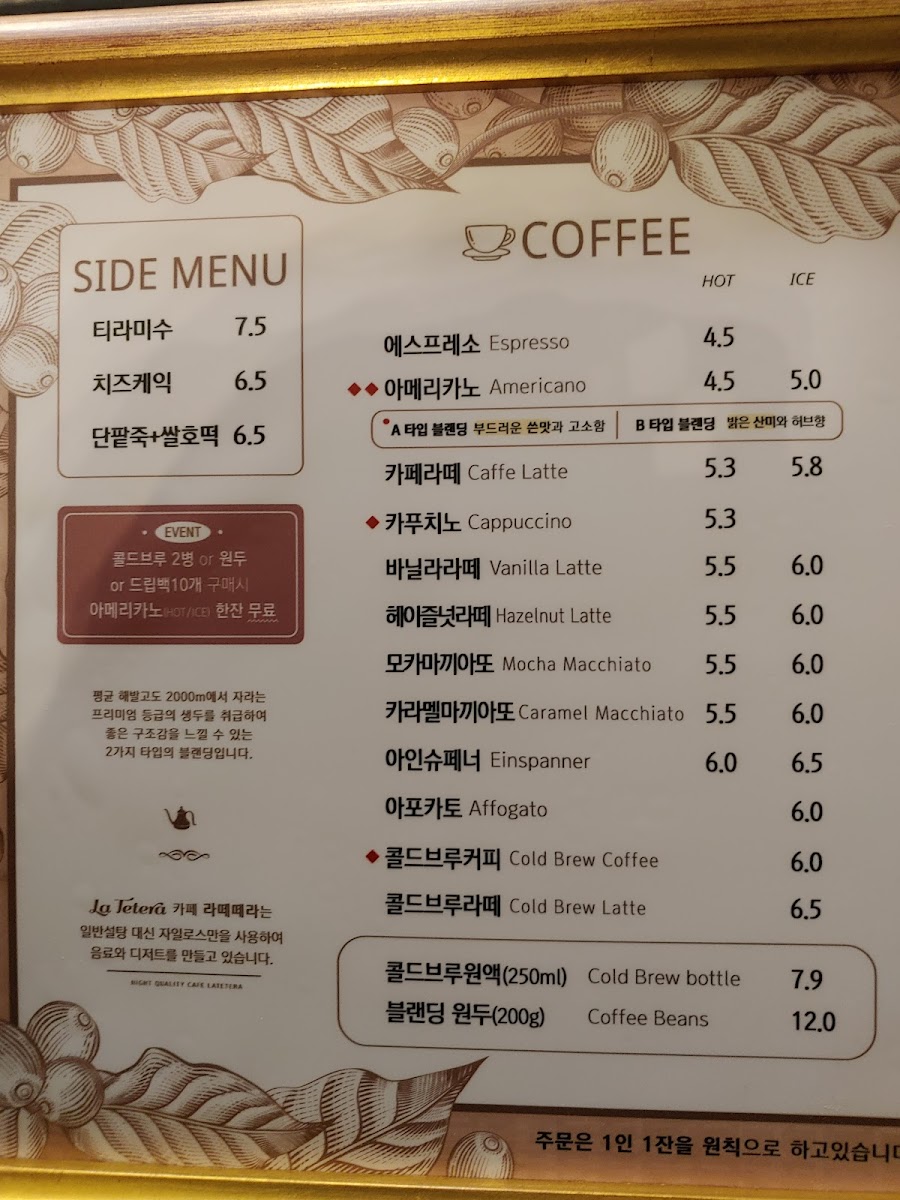 SIDE MENU
티라미수 7.5
치즈케익 6.5
단팥죽+쌀호떡 6.5
EVENT
콜드브루 2병 or 원두
or 드립백10개 구매시
아메리카노(HOT/ICE) 한잔 무료
평균 해발고도 2000m에서 자라는
프리미엄 등급의 생두를 취급하여
좋은 구조감을 느낄 수 있는
2가지 타입의 블랜딩입니다.
La Tetera 카페 라떼떼라는
일반설탕 대신 자일로스만을 사용하여
음료와 디저트를 만들고 있습니다.
HIGHT QUALITY CAFE LATETERA
COFFEE
HOT ICE
에스프레소 Espresso 4.5
아메리카노 Americano 4.5 5.0
A 타입 블랜딩 부드러운 쓴맛과 고소함 B 타입 블랜딩 밝은 산미와 허브향
카페라떼 Caffe Latte 5.3 5.8
카푸치노 Cappuccino 5.3
바닐라라떼 Vanilla Latte 5.5 6.0
헤이즐넛라떼 Hazelnut Latte 5.5 6.0
모카마끼아또 Mocha Macchiato 5.5 6.0
카라멜마끼아또 Caramel Macchiato 5.5 6.0
아인슈페너 Einspanner 6.0 6.5
아포카토 Affogato 6.0
콜드브루커피 Cold Brew Coffee 6.0
콜드브루라떼 Cold Brew Latte 6.5
콜드브루원액(250ml) Cold Brew bottle 7.9
블랜딩 원두(200g) Coffee Beans 12.0
주문은 1인 1잔을 원칙으로 하고있습니